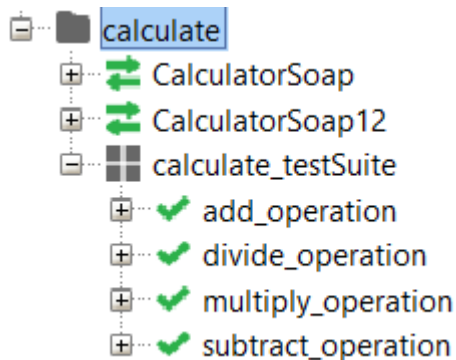 calculate
CalculatorSoap
CalculatorSoap12
calculate_testSuite
add_operation
divide_operation
multiply_operation
subtract_operation